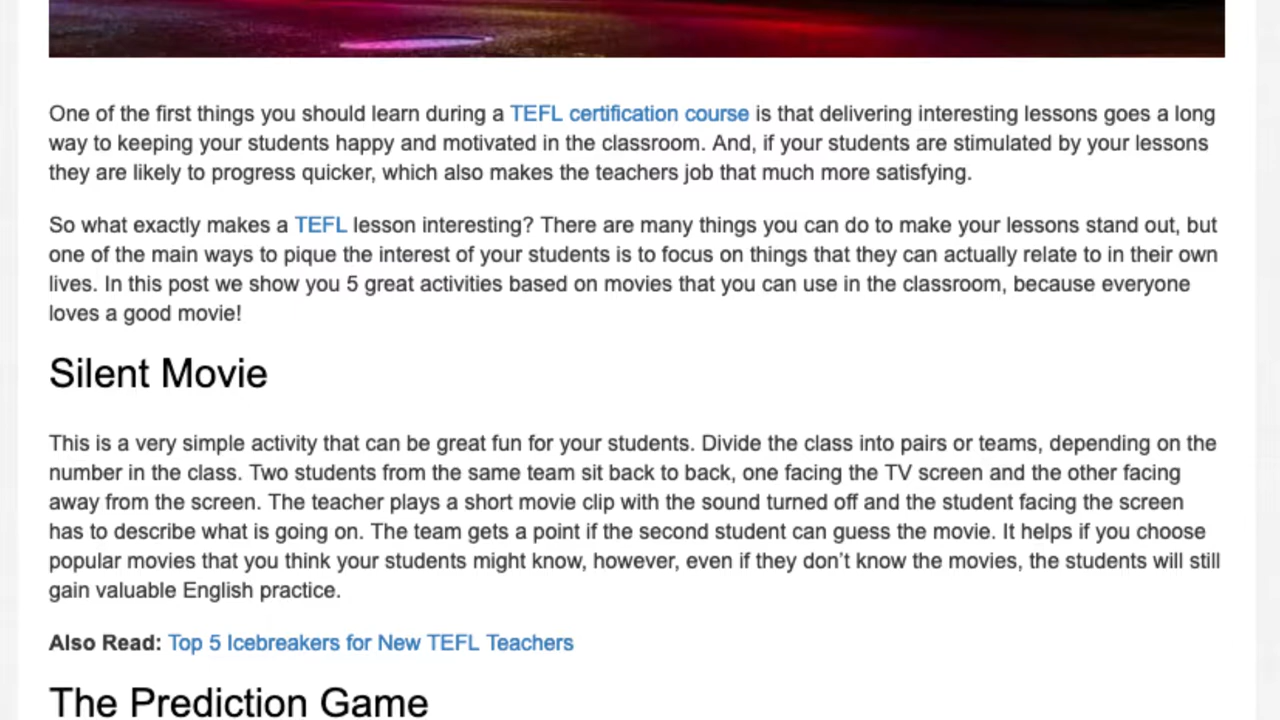 One of the first things you should learn during a TEFL certification course is that delivering interesting lessons goes a long
way to keeping your students happy and motivated in the classroom. And, if your students are stimulated by your lessons
they are likely to progress quicker, which also makes the teachers job that much more satisfying.
So what exactly makes a TEFL lesson interesting? There are many things you can do to make your lessons stand out, but
one of the main ways to pique the interest of your students is to focus on things that they can actually relate to in their own
lives. In this post we show you 5 great activities based on movies that you can use in the classroom, because everyone
loves a good movie!
Silent Movie
This is a very simple activity that can be great fun for your students. Divide the class into pairs or teams, depending on the
number in the class. Two students from the same team sit back to back, one facing the TV screen and the other facing
away from the screen. The teacher plays a short movie clip with the sound turned off and the student facing the screen
has to describe what is going on. The team gets a point if the second student can guess the movie. It helps if you choose
popular movies that you think your students might know, however, even if they don’t know the movies, the students will still
gain valuable English practice.
Also Read: Top 5 Icebreakers for New TEFL Teachers
The Prediction Game